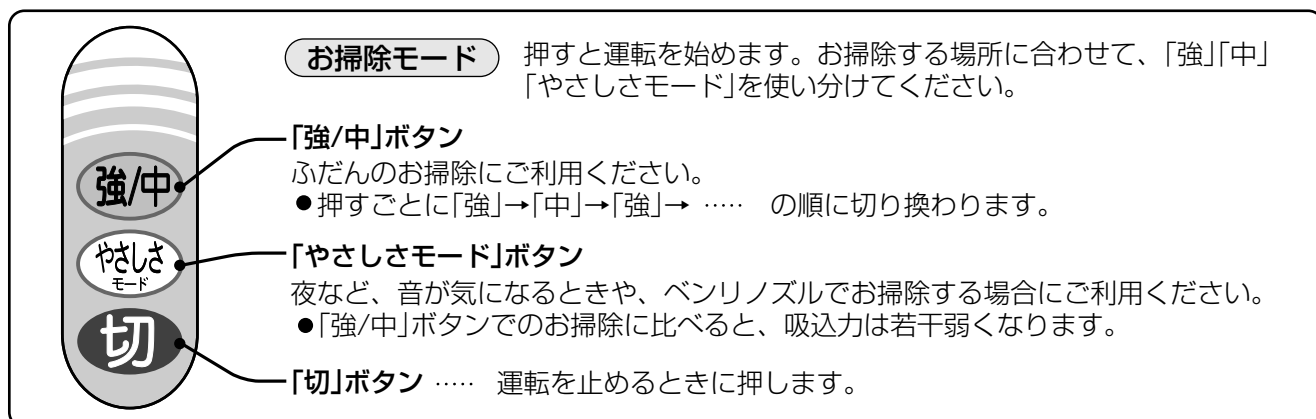 お掃除モード 押すと運転を始めます。お掃除する場所に合わせて、「強」「中」
「やさしさモード」を使い分けてください。
「強/中」ボタン
ふだんのお掃除にご利用ください。
●押すごとに「強」→「中」→「強」→ ····· の順に切り換わります。
「やさしさモード」ボタン
夜など、音が気になるときや、ベンリノズルでお掃除する場合にご利用ください。
●「強/中」ボタンでのお掃除に比べると、吸込力は若干弱くなります。
「切」ボタン ····· 運転を止めるときに押します。
強/中
やさしさ
モード
切